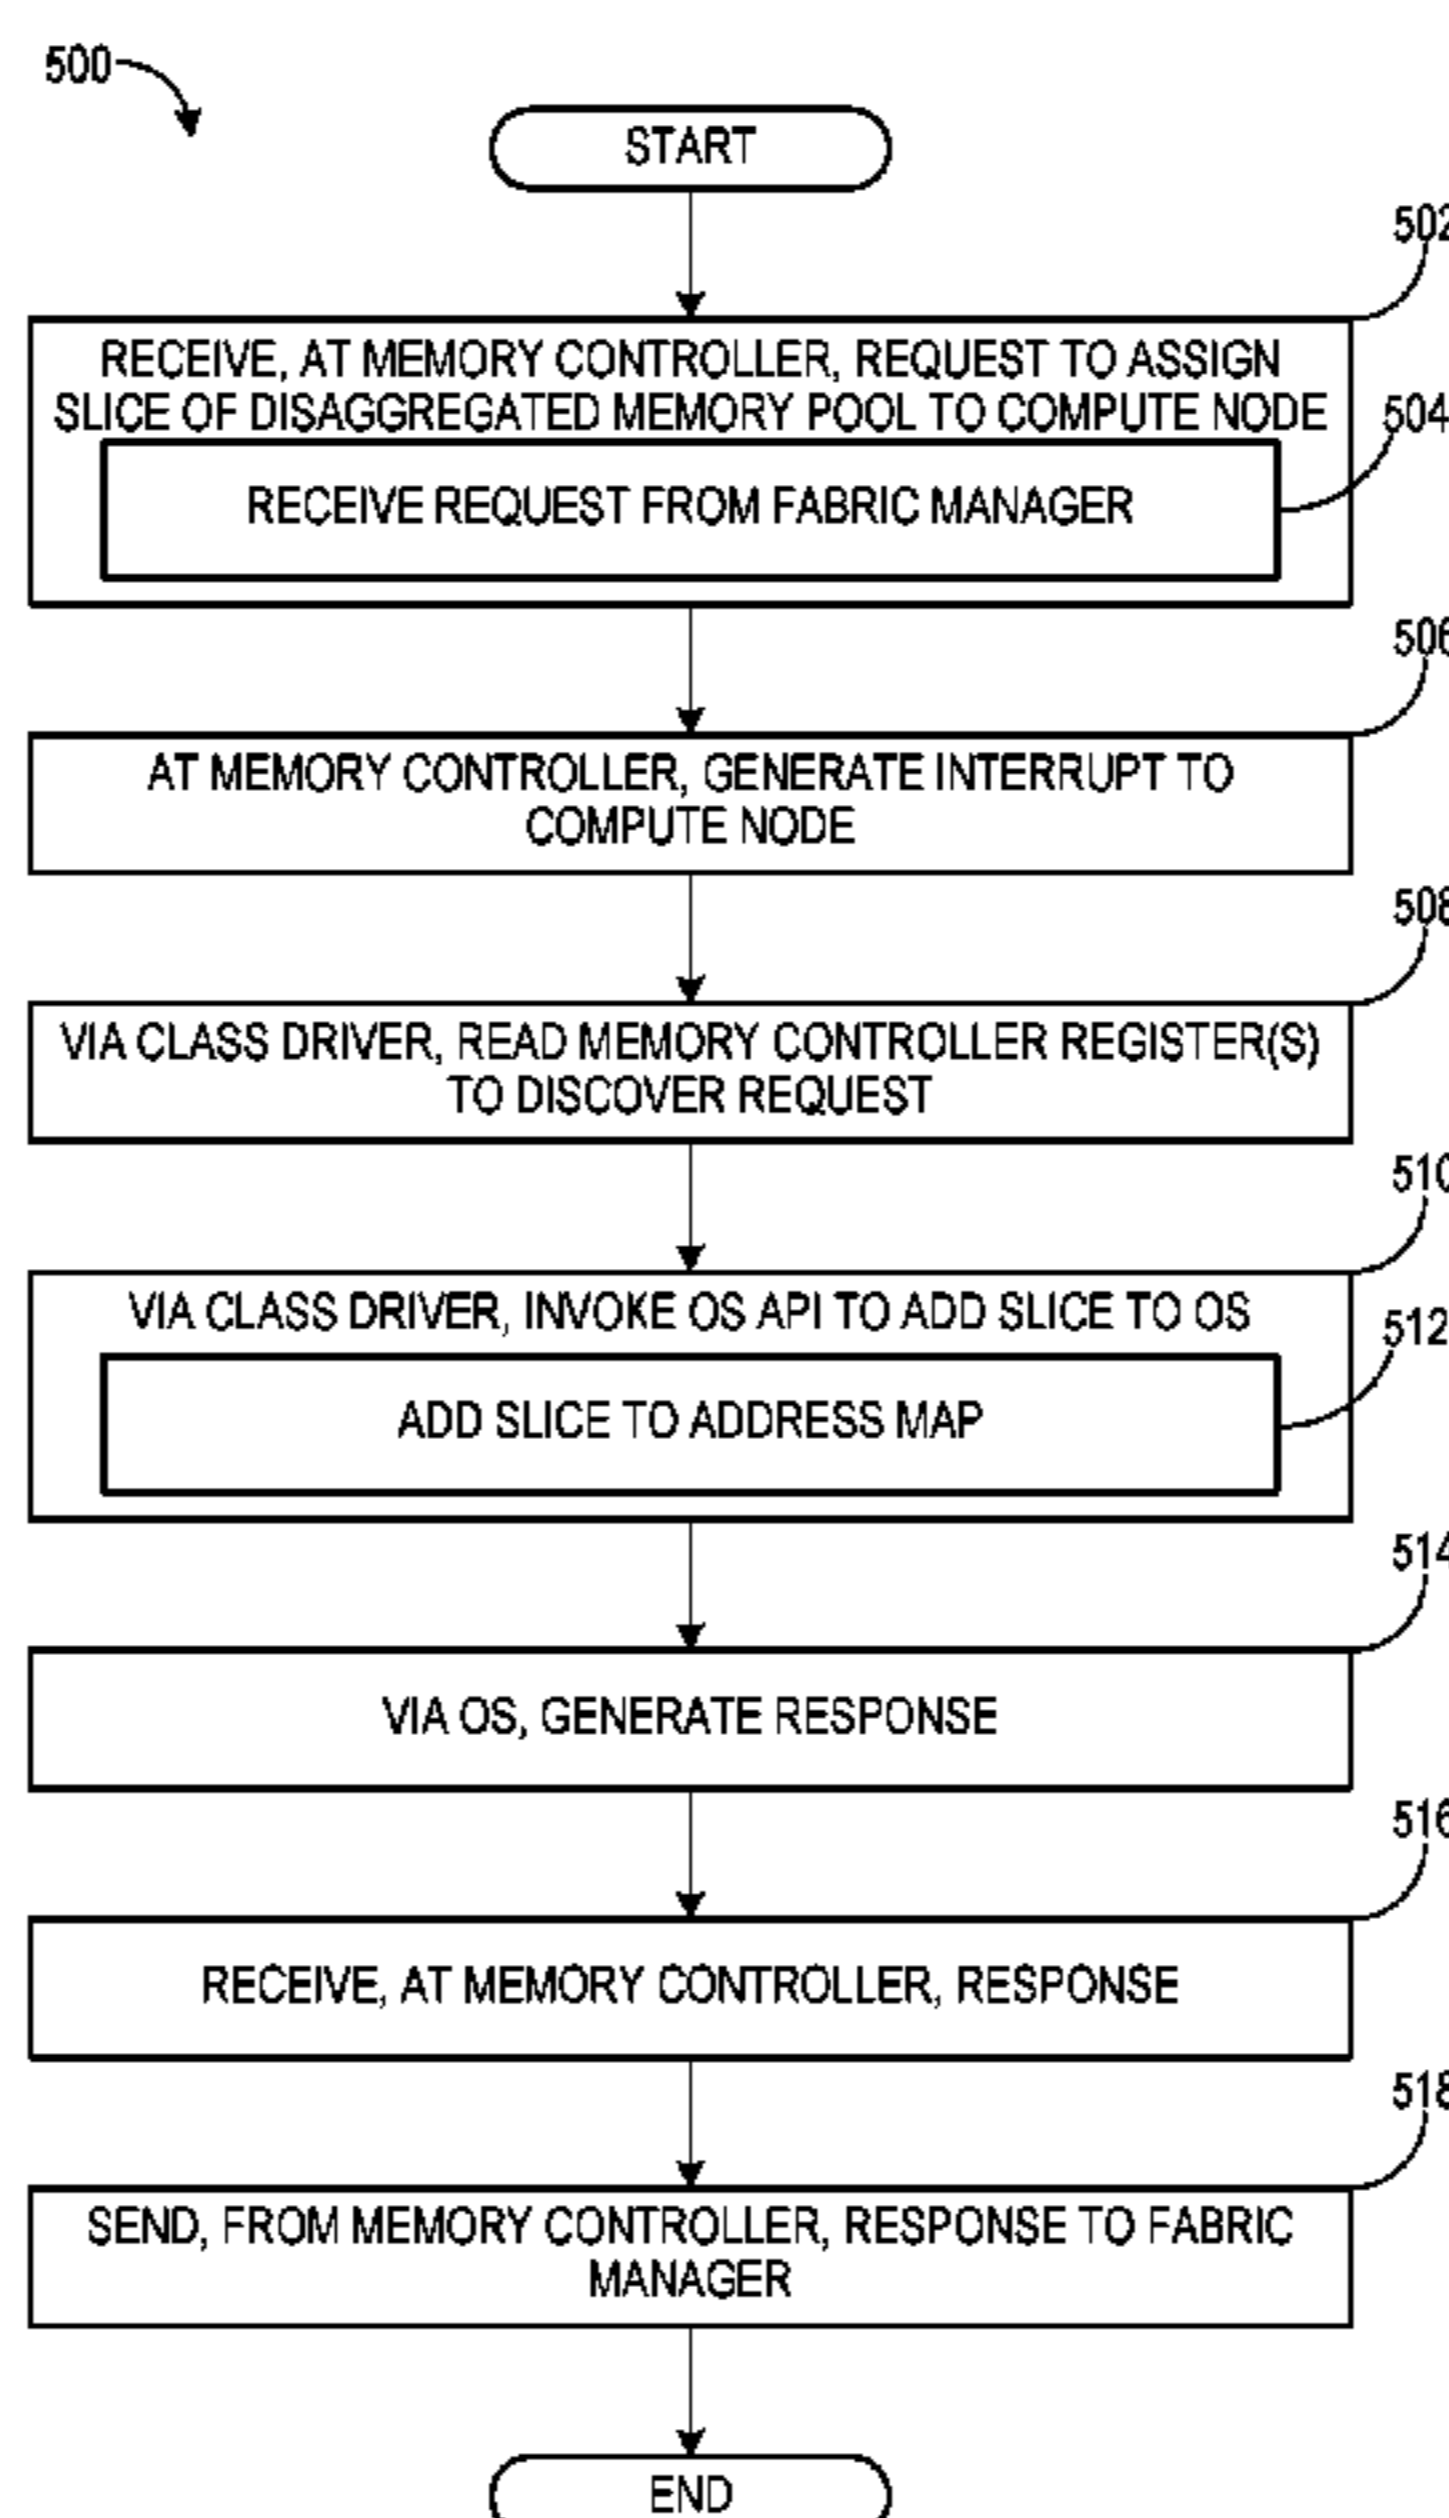 500
START
502
RECEIVE, AT MEMORY CONTROLLER, REQUEST TO ASSIGN
SLICE OF DISAGGREGATED MEMORY POOL TO COMPUTE NODE
504
RECEIVE REQUEST FROM FABRIC MANAGER
506
AT MEMORY CONTROLLER, GENERATE INTERRUPT TO
COMPUTE NODE
508
VIA CLASS DRIVER, READ MEMORY CONTROLLER REGISTER(S)
TO DISCOVER REQUEST
510
VIA CLASS DRIVER, INVOKE OS API TO ADD SLICE TO OS
512
ADD SLICE TO ADDRESS MAP
514
VIA OS, GENERATE RESPONSE
516
RECEIVE, AT MEMORY CONTROLLER, RESPONSE
518
SEND, FROM MEMORY CONTROLLER, RESPONSE TO FABRIC
MANAGER
END